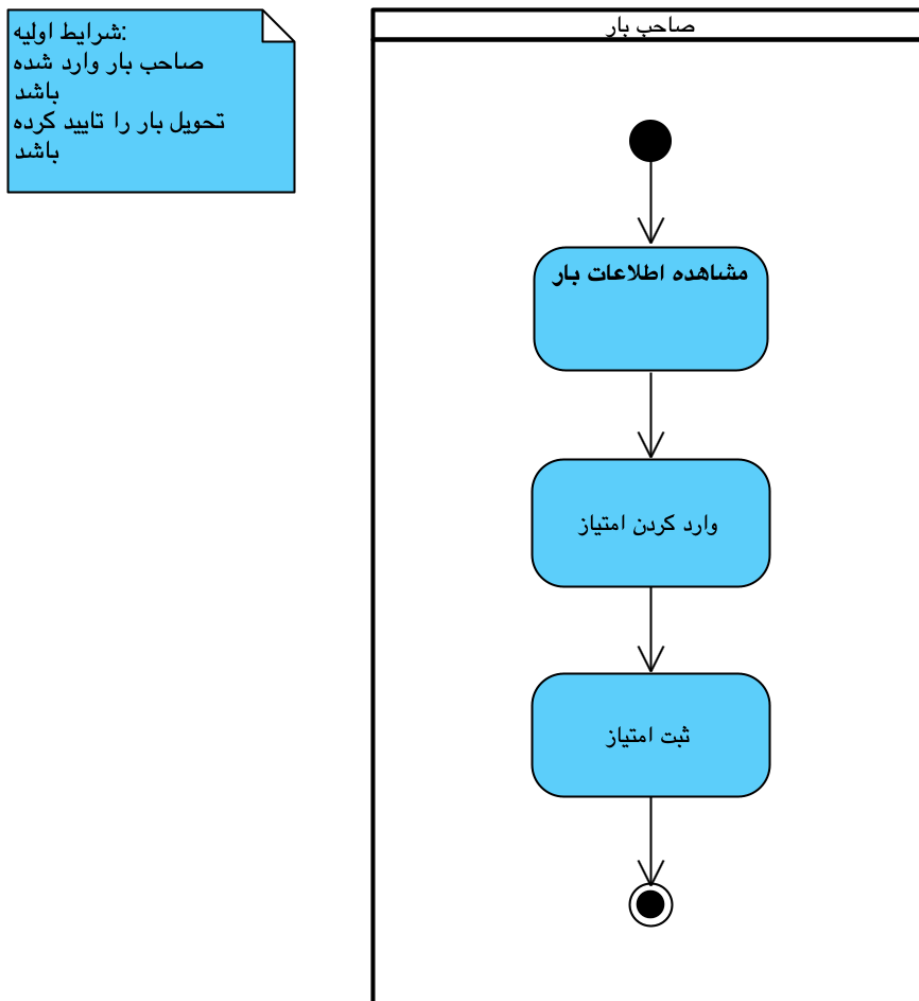 شرایط اولیه:
صاحب بار وارد شده
باشد
تحویل بار را تایید کرده
باشد
صاحب بار
مشاهده اطلاعات بار
وارد کردن امتیاز
ثبت امتیاز